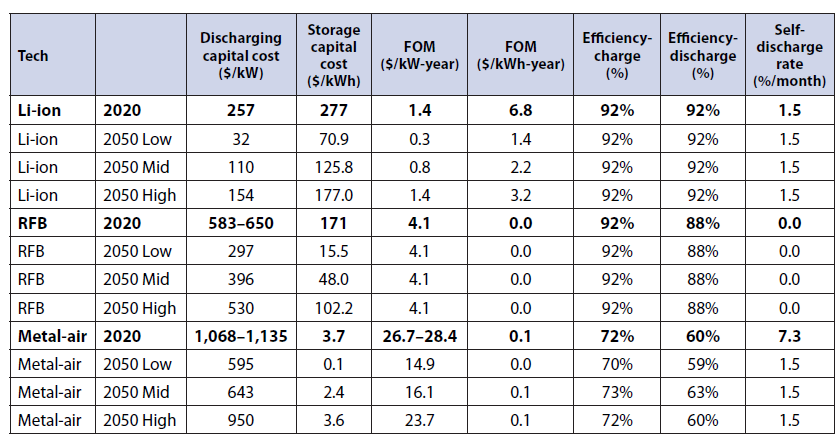 Tech
Discharging
capital cost
($/kW)
Storage
capital
cost
($/kWh)
FOM
($/kW-year)
FOM
($/kWh-year)
Efficiency-
charge
(%)
Efficiency-
discharge
(%)
Self-
discharge
rate
(%/month)
Li-ion 2020 257 277 1.4 6.8 92% 92% 1.5
Li-ion 2050 Low 32 70.9 0.3 1.4 92% 92% 1.5
Li-ion 2050 Mid 110 125.8 0.8 2.2 92% 92% 1.5
Li-ion 2050 High 154 177.0 1.4 3.2 92% 92% 1.5
RFB 2020 583–650 171 4.1 0.0 92% 88% 0.0
RFB 2050 Low 297 15.5 4.1 0.0 92% 88% 0.0
RFB 2050 Mid 396 48.0 4.1 0.0 92% 88% 0.0
RFB 2050 High 530 102.2 4.1 0.0 92% 88% 0.0
Metal-air 2020 1,068–1,135 3.7 26.7–28.4 0.1 72% 60% 7.3
Metal-air 2050 Low 595 0.1 14.9 0.0 70% 59% 1.5
Metal-air 2050 Mid 643 2.4 16.1 0.1 73% 63% 1.5
Metal-air 2050 High 950 3.6 23.7 0.1 72% 60% 1.5